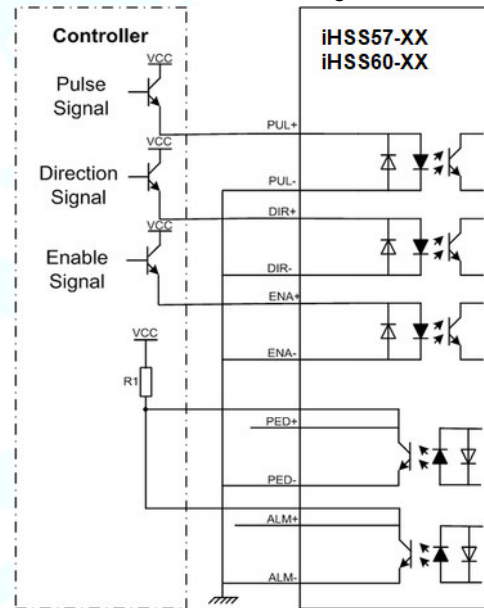 Controller
iHSS57-XX
iHSS60-XX
VCC
Pulse
Signal
PUL+
VCC
PUL-
Direction
Signal
DIR+
VCC
DIR-
Enable
Signal
ENA+
VCC
ENA-
R1
PED+
PED-
ALM+
ALM-